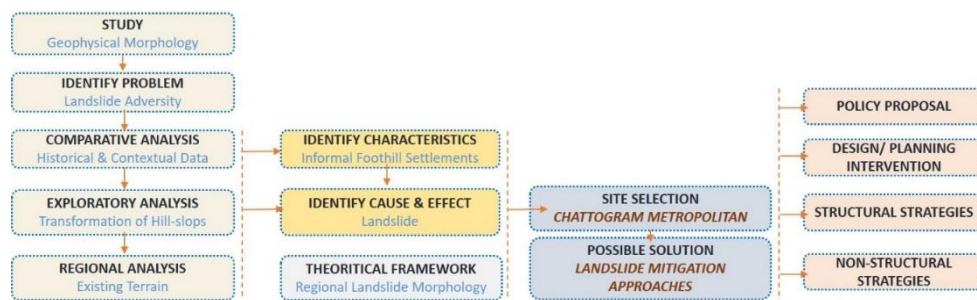 STUDY
Geophysical Morphology
IDENTIFY PROBLEM
Landslide Adversity
COMPARATIVE ANALYSIS
Historical & Contextual Data
EXPLORATORY ANALYSIS
Transformation of Hill-slops
REGIONAL ANALYSIS
Existing Terrain
IDENTIFY CHARACTERISTICS
Informal Foothill Settlements
IDENTIFY CAUSE & EFFECT
Landslide
THEORITICAL FRAMEWORK
Regional Landslide Morphology
SITE SELECTION
CHATTOGRAM METROPOLITAN
POSSIBLE SOLUTION
LANDSLIDE MITIGATION
APPROACHES
POLICY PROPOSAL
DESIGN/ PLANNING
INTERVENTION
STRUCTURAL STRATEGIES
NON-STRUCTURAL
STRATEGIES